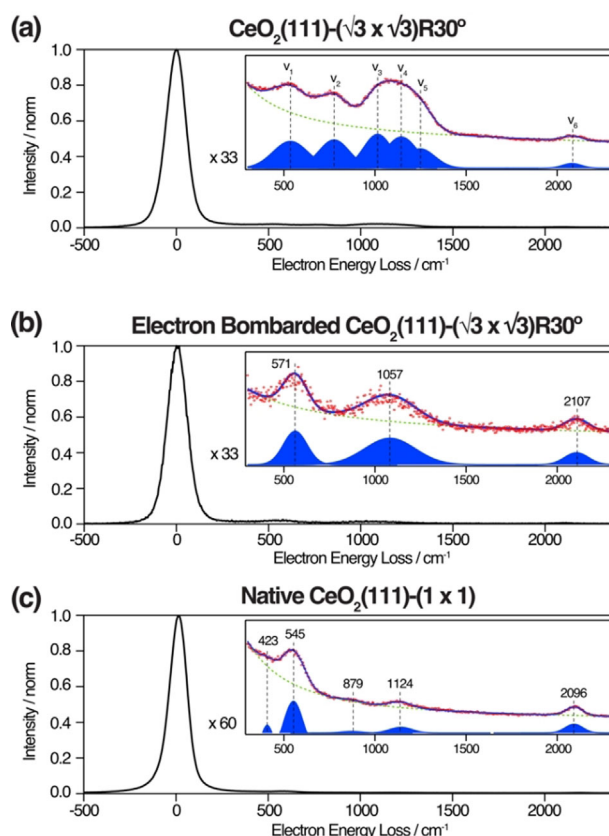 (a) CeO₂(111)-(√3 x √3)R30º
Intensity / norm
1.0
0.8
0.6
0.4
0.2
0.0
v₁ v₂ v₃ v₄ v₅ v₆
x 33
500 1000 1500 2000
-500 0 500 1000 1500 2000
Electron Energy Loss / cm⁻¹
(b) Electron Bombarded CeO₂(111)-(√3 x √3)R30º
Intensity / norm
1.0
0.8
0.6
0.4
0.2
0.0
571 1057 2107
x 33
500 1000 1500 2000
-500 0 500 1000 1500 2000
Electron Energy Loss / cm⁻¹
(c) Native CeO₂(111)-(1 x 1)
Intensity / norm
1.0
0.8
0.6
0.4
0.2
0.0
423 545 879 1124 2096
x 60
500 1000 1500 2000
-500 0 500 1000 1500 2000
Electron Energy Loss / cm⁻¹